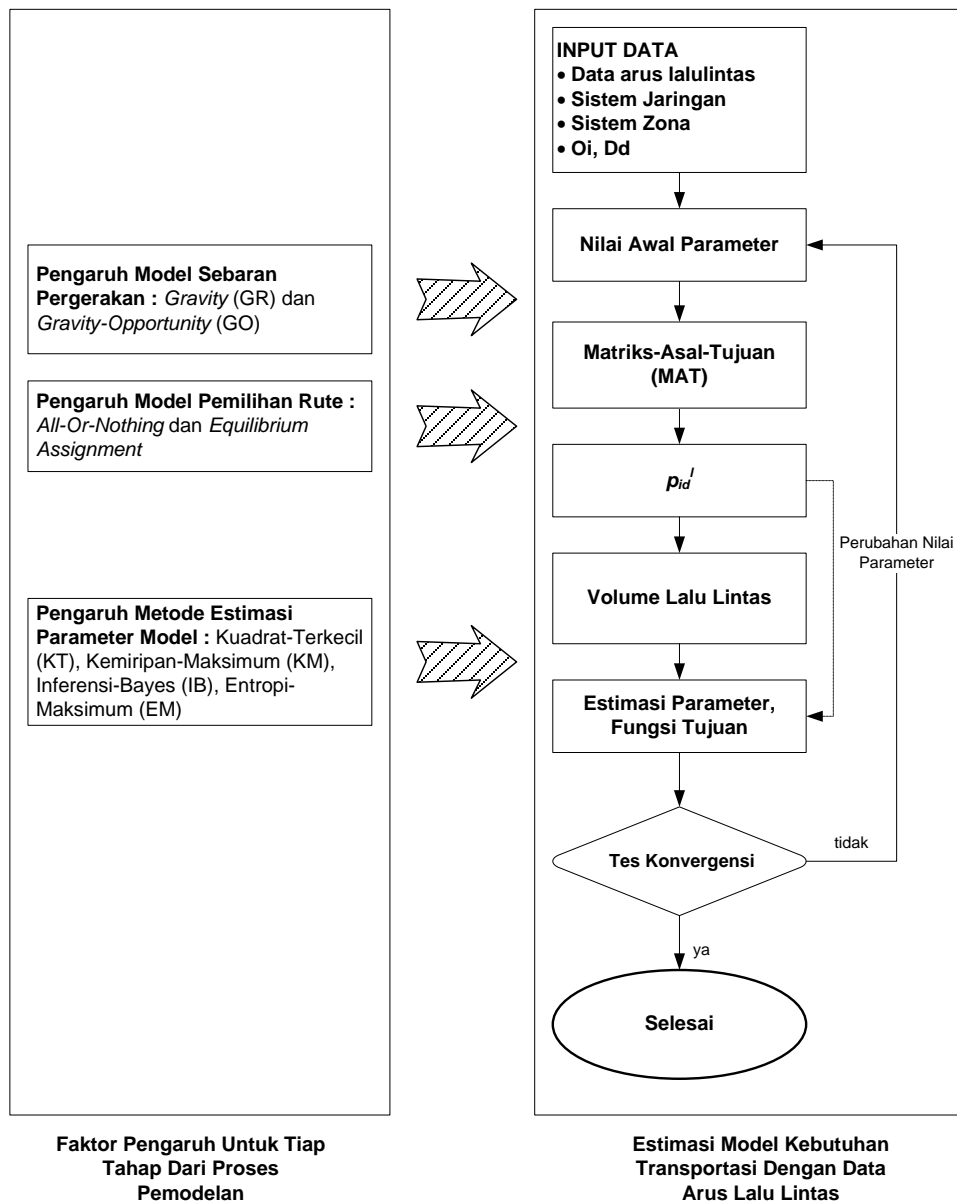 INPUT DATA
• Data arus lalulintas
• Sistem Jaringan
• Sistem Zona
• Oi, Dd
Nilai Awal Parameter
Pengaruh Model Sebaran
Pergerakan : Gravity (GR) dan
Gravity-Opportunity (GO)
Matriks-Asal-Tujuan
(MAT)
Pengaruh Model Pemilihan Rute :
All-Or-Nothing dan Equilibrium
Assignment
p_id^l
Perubahan Nilai
Parameter
Volume Lalu Lintas
Pengaruh Metode Estimasi
Parameter Model : Kuadrat-Terkecil
(KT), Kemiripan-Maksimum (KM),
Inferensi-Bayes (IB), Entropi-
Maksimum (EM)
Estimasi Parameter,
Fungsi Tujuan
Tes Konvergensi
tidak
ya
Selesai
Faktor Pengaruh Untuk Tiap
Tahap Dari Proses
Pemodelan
Estimasi Model Kebutuhan
Transportasi Dengan Data
Arus Lalu Lintas